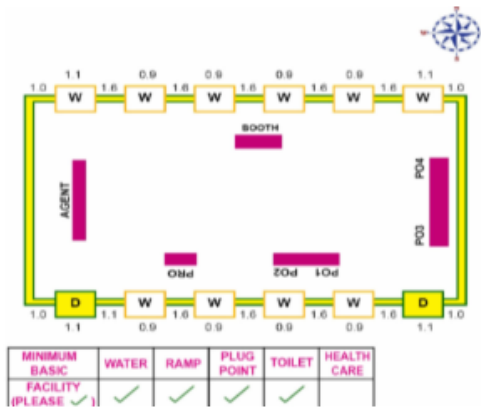 1.1 0.9 0.9 0.9 0.9 1.1
1.0 W 1.6 W 1.6 W 1.6 W 1.6 W 1.6 W 1.0
BOOTH
AGENT
PO4
PO3
PRO
PO2 PO1
D W W W W D
1.0 1.1 1.6 1.6 1.6 1.6 1.0
1.1 0.9 0.9 0.9 0.9 1.1
MINIMUM BASIC FACILITY (PLEASE ✓)
WATER
RAMP
PLUG POINT
TOILET
HEALTH CARE
✓ ✓ ✓ ✓